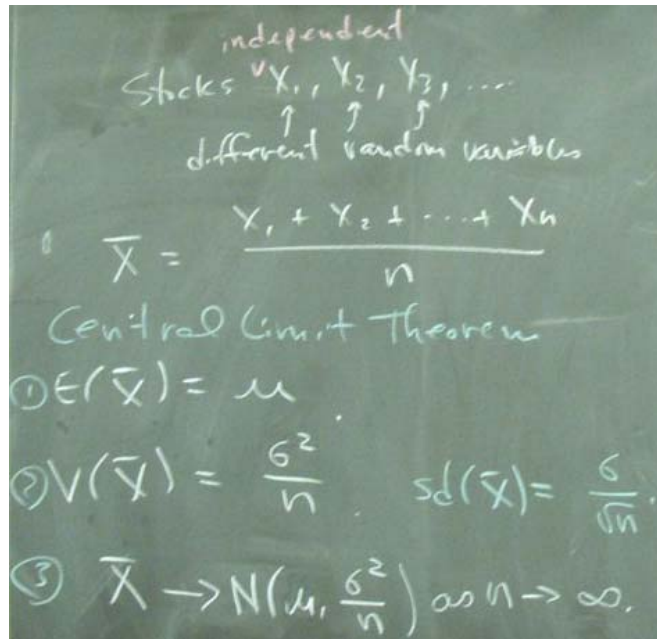 independent
Stocks ∨ X₁, X₂, X₃, ....
↑ ↑ ↑
different random variables
X̄ = (X₁ + X₂ + ··· + Xₙ) / n
Central Limit Theorem
① E(X̄) = μ.
② V(X̄) = σ²/n. sd(X̄) = σ/√n.
③ X̄ → N(μ, σ²/n) as n → ∞.